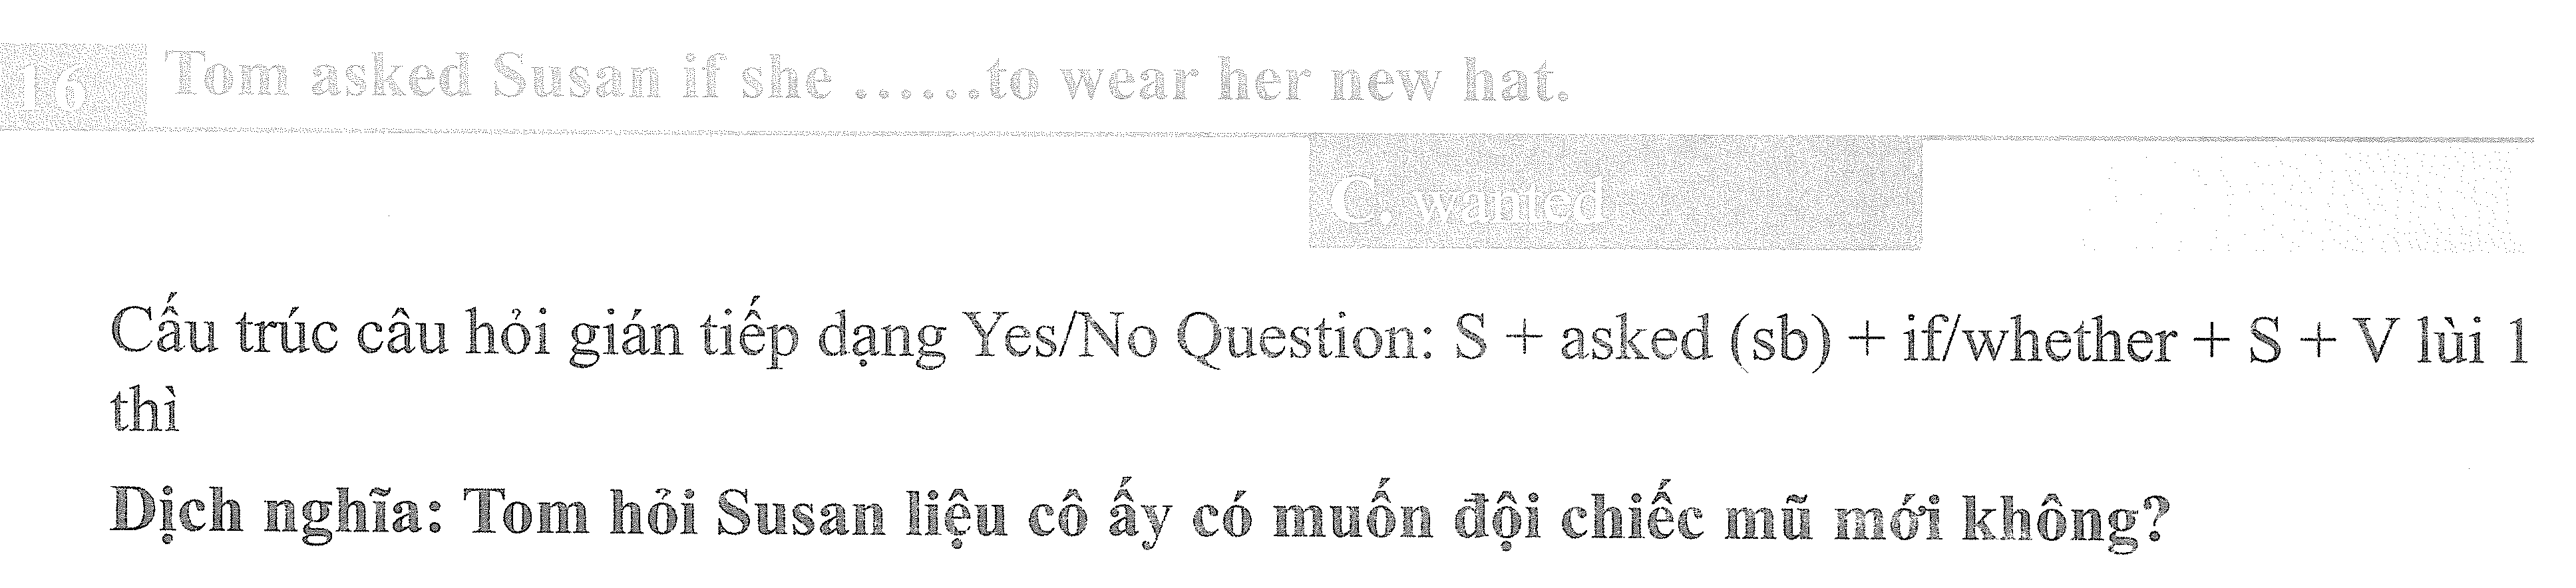 16 Tom asked Susan if she ......to wear her new hat.
C. wanted
Cấu trúc câu hỏi gián tiếp dạng Yes/No Question: S + asked (sb) + if/whether + S + V lùi 1
thì
Dịch nghĩa: Tom hỏi Susan liệu cô ấy có muốn đội chiếc mũ mới không?